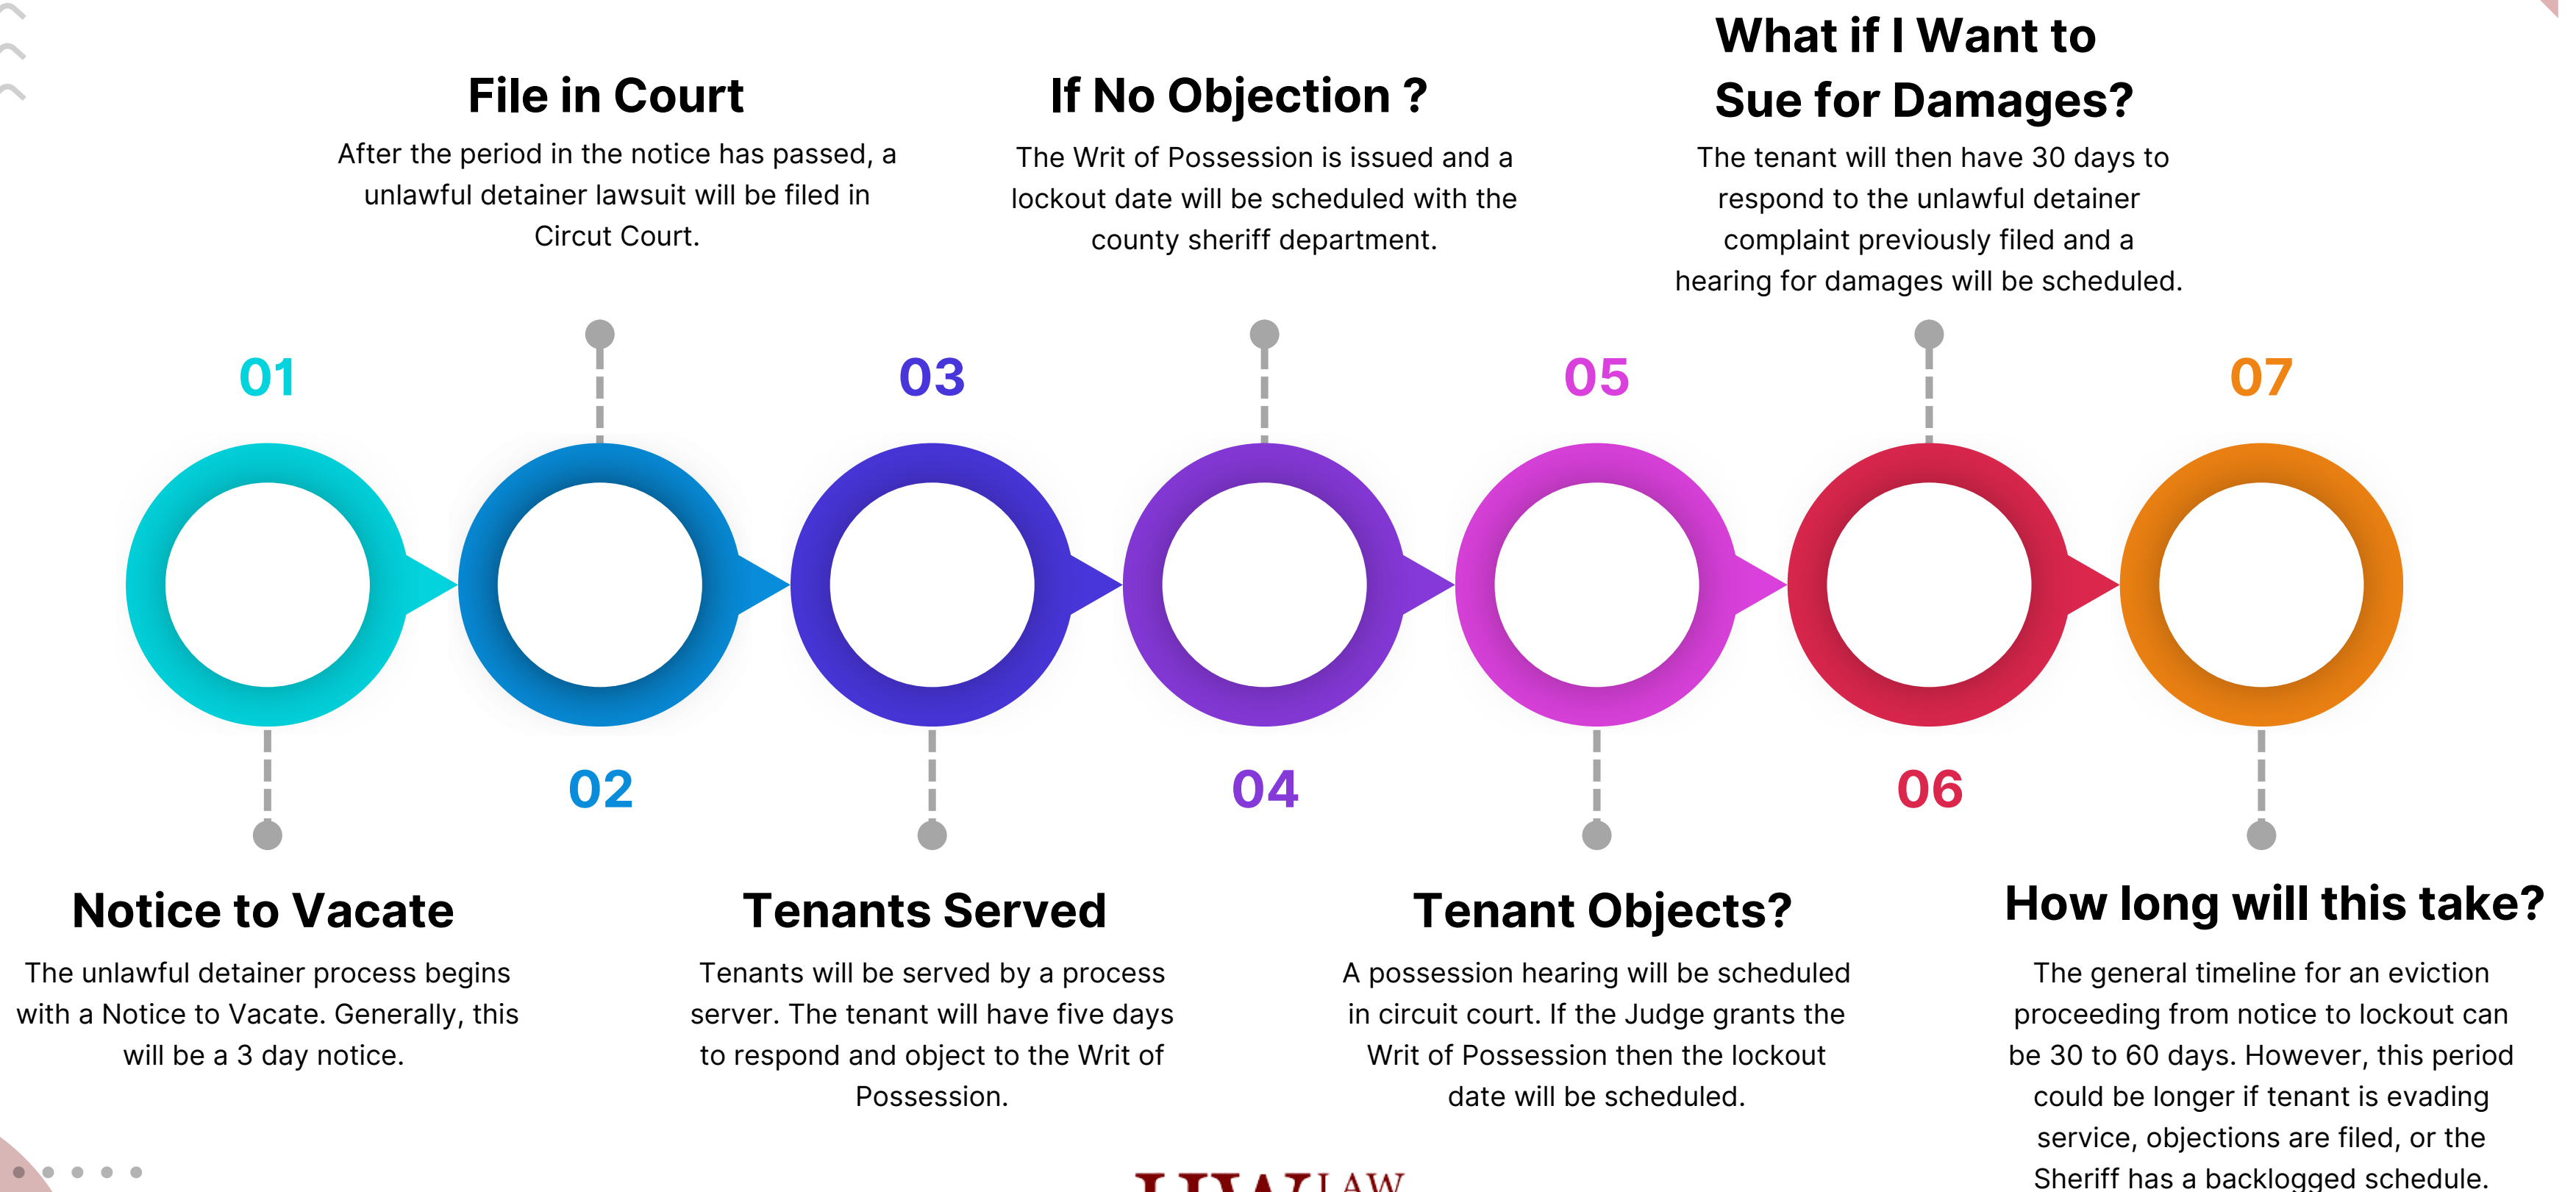 01
Notice to Vacate
The unlawful detainer process begins
with a Notice to Vacate. Generally, this
will be a 3 day notice.
File in Court
After the period in the notice has passed, a
unlawful detainer lawsuit will be filed in
Circut Court.
02
03
Tenants Served
Tenants will be served by a process
server. The tenant will have five days
to respond and object to the Writ of
Possession.
If No Objection ?
The Writ of Possession is issued and a
lockout date will be scheduled with the
county sheriff department.
04
05
Tenant Objects?
A possession hearing will be scheduled
in circuit court. If the Judge grants the
Writ of Possession then the lockout
date will be scheduled.
What if I Want to
Sue for Damages?
The tenant will then have 30 days to
respond to the unlawful detainer
complaint previously filed and a
hearing for damages will be scheduled.
06
07
How long will this take?
The general timeline for an eviction
proceeding from notice to lockout can
be 30 to 60 days. However, this period
could be longer if tenant is evading
service, objections are filed, or the
Sheriff has a backlogged schedule.
LAW